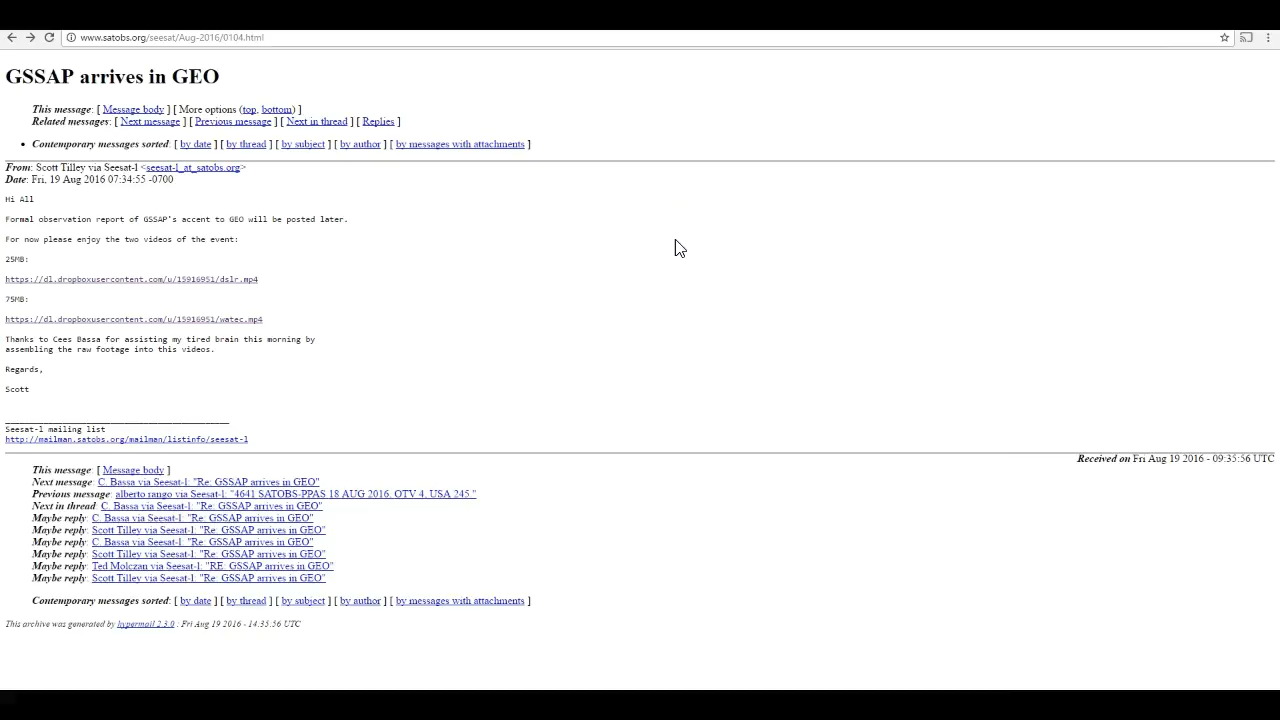 www.satobs.org/seesat/Aug-2016/0104.html
GSSAP arrives in GEO
This message: [ Message body ] [ More options (top, bottom) ]
Related messages: [ Next message ] [ Previous message ] [ Next in thread ] [ Replies ]
Contemporary messages sorted: [ by date ] [ by thread ] [ by subject ] [ by author ] [ by messages with attachments ]
From: Scott Tilley via Seesat-l <seesat-l_at_satobs.org>
Date: Fri, 19 Aug 2016 07:34:55 -0700
Hi All
Formal observation report of GSSAP's accent to GEO will be posted later.
For now please enjoy the two videos of the event:
25MB:
https://dl.dropboxusercontent.com/u/15916951/dslr.mp4
75MB:
https://dl.dropboxusercontent.com/u/15916951/watec.mp4
Thanks to Cees Bassa for assisting my tired brain this morning by
assembling the raw footage into this videos.
Regards,
Scott
_______________________________________________
Seesat-l mailing list
http://mailman.satobs.org/mailman/listinfo/seesat-l
Received on Fri Aug 19 2016 - 09:35:56 UTC
This message: [ Message body ]
Next message: C. Bassa via Seesat-l: "Re: GSSAP arrives in GEO"
Previous message: alberto rango via Seesat-l: "4641 SATOBS-PPAS 18 AUG 2016. OTV 4, USA 245 "
Next in thread: C. Bassa via Seesat-l: "Re: GSSAP arrives in GEO"
Maybe reply: C. Bassa via Seesat-l: "Re: GSSAP arrives in GEO"
Maybe reply: Scott Tilley via Seesat-l: "Re: GSSAP arrives in GEO"
Maybe reply: C. Bassa via Seesat-l: "Re: GSSAP arrives in GEO"
Maybe reply: Scott Tilley via Seesat-l: "Re: GSSAP arrives in GEO"
Maybe reply: Ted Molczan via Seesat-l: "RE: GSSAP arrives in GEO"
Maybe reply: Scott Tilley via Seesat-l: "Re: GSSAP arrives in GEO"
Contemporary messages sorted: [ by date ] [ by thread ] [ by subject ] [ by author ] [ by messages with attachments ]
This archive was generated by hypermail 2.3.0 : Fri Aug 19 2016 - 14:35:56 UTC